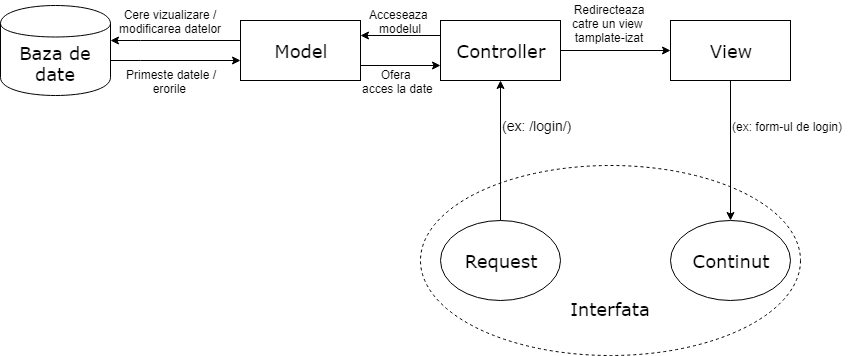 Cere vizualizare /
modificarea datelor
Acceseaza
modelul
Redirecteaza
catre un view
tamplate-izat
Baza de
date
Model
Controller
View
Primeste datele /
erorile
Ofera
acces la date
(ex: /login/)
(ex: form-ul de login)
Request
Continut
Interfata